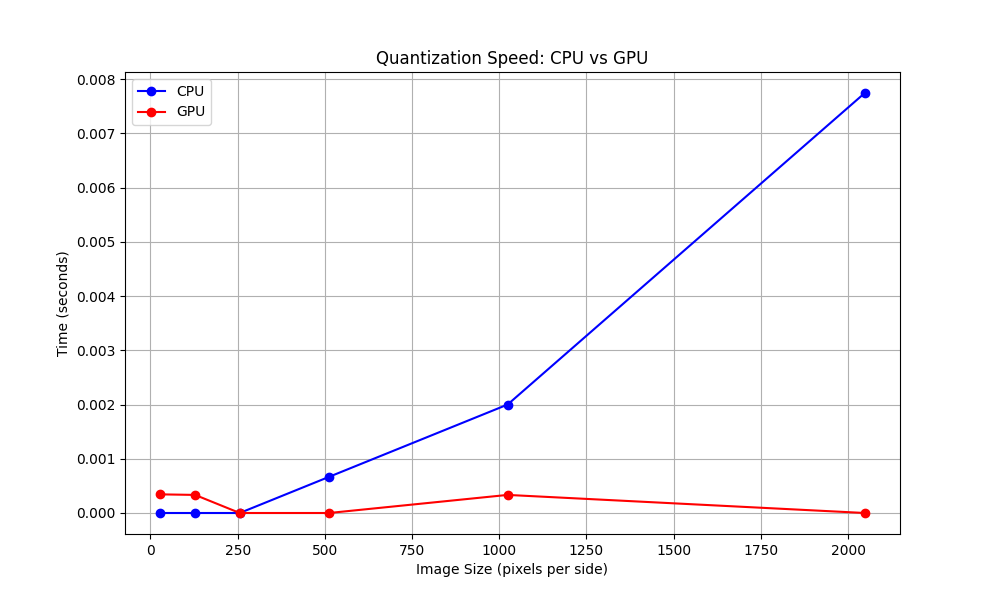 Quantization Speed: CPU vs GPU
CPU
GPU
Time (seconds)
0.008
0.007
0.006
0.005
0.004
0.003
0.002
0.001
0.000
0 250 500 750 1000 1250 1500 1750 2000
Image Size (pixels per side)